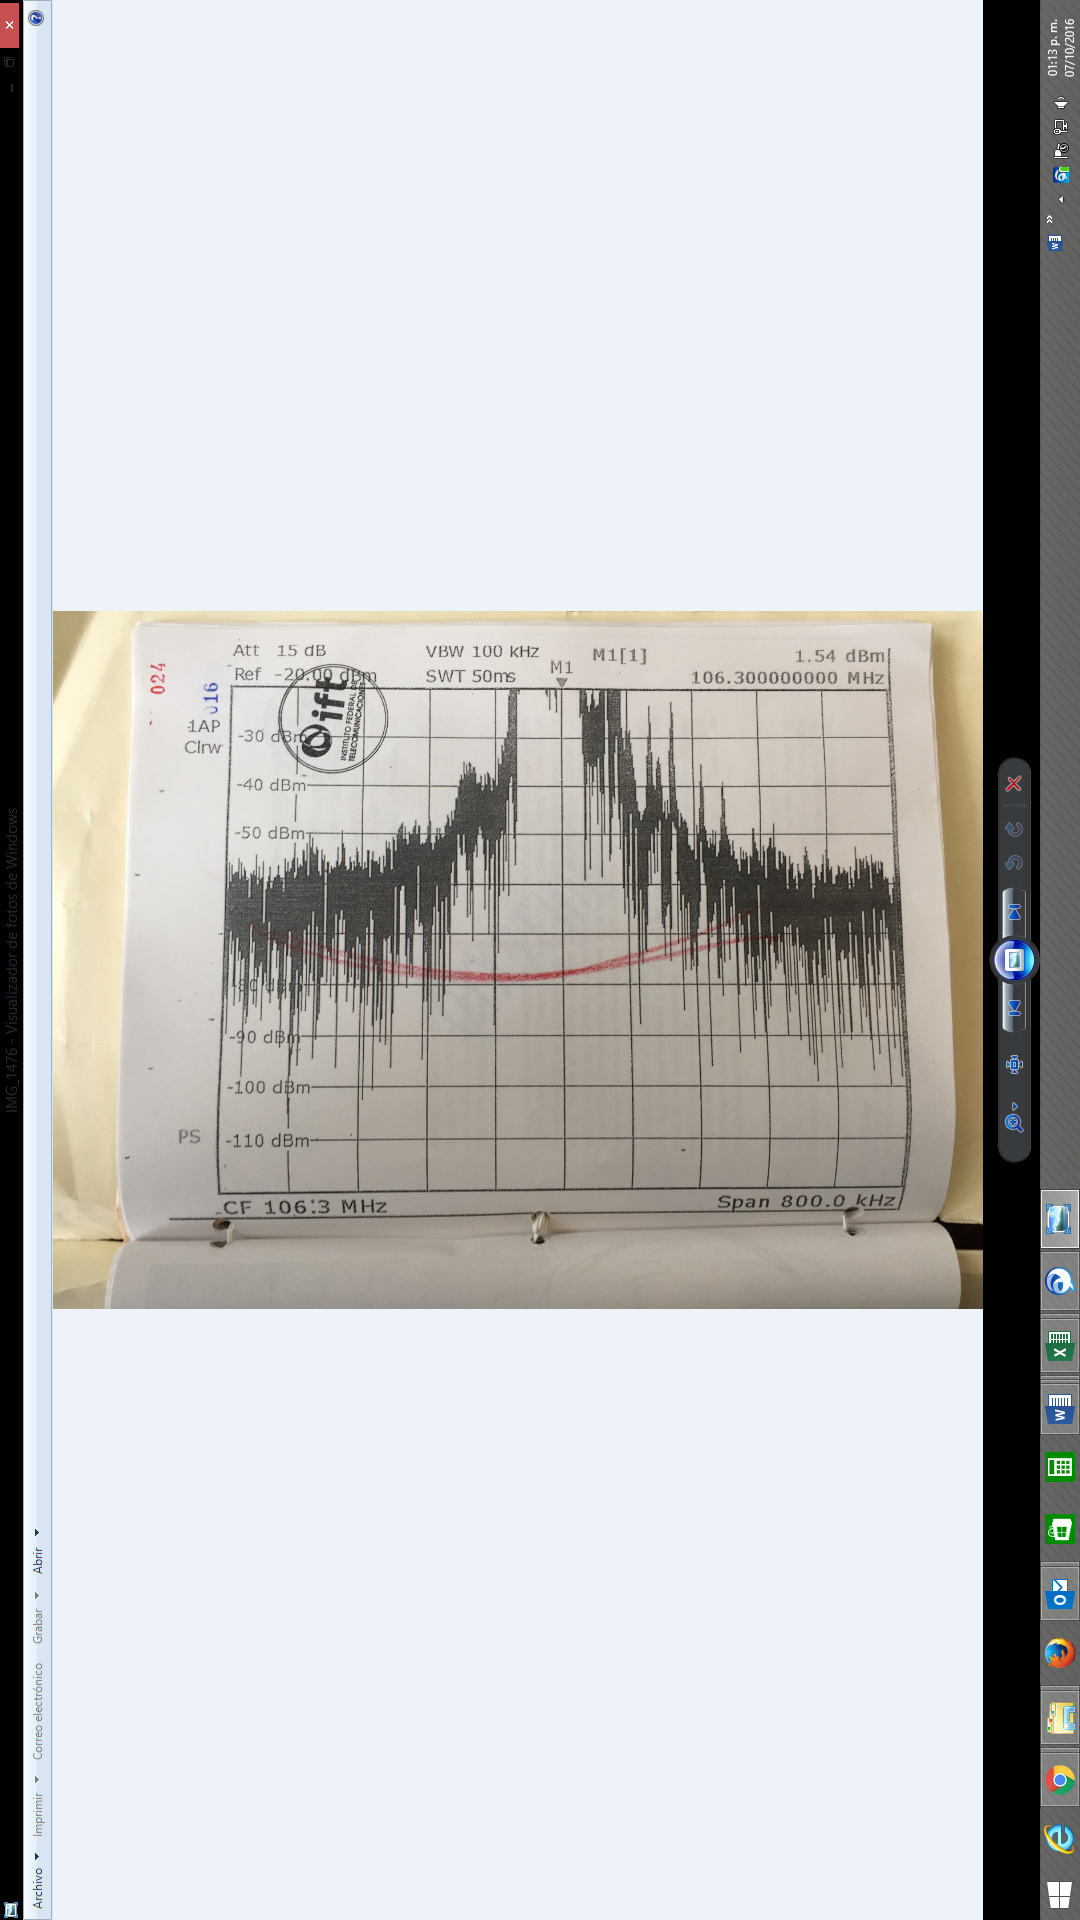 IMG_1476 - Visualizador de fotos de Windows
Archivo Imprimir Correo electrónico Grabar Abrir
024
016
Att 15 dB VBW 100 kHz M1[1] 1.54 dBm
Ref -20.00 dBm SWT 50ms M1 106.300000000 MHz
1AP
Clrw
ift
INSTITUTO FEDERAL DE
TELECOMUNICACIONES
-30 dBm
-40 dBm
-50 dBm
-80 dBm
-90 dBm
-100 dBm
-110 dBm
PS
CF 106.3 MHz Span 800.0 kHz
01:13 p. m.
07/10/2016